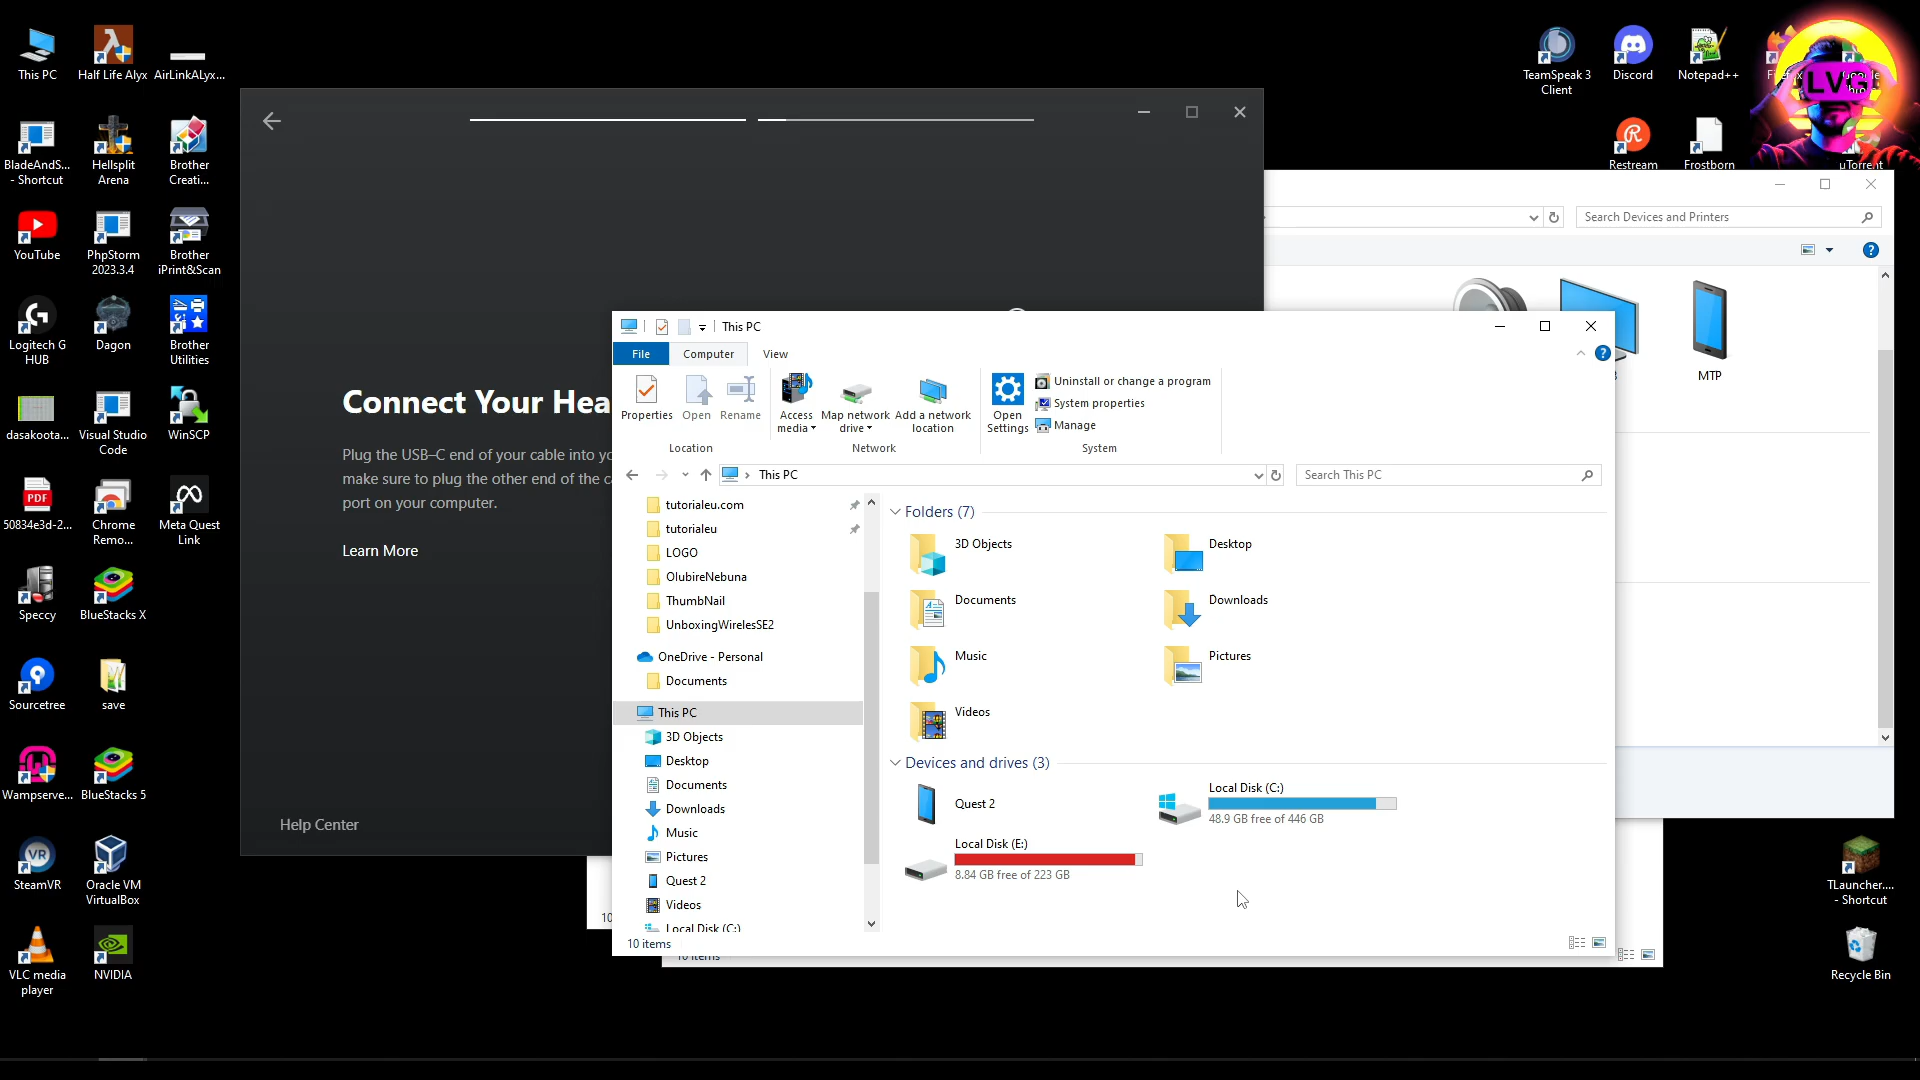 This PC
Half Life Alyx
AirLinkALyx...
BladeAndS...
- Shortcut
Hellsplit
Arena
Brother
Creati...
YouTube
PhpStorm
2023.3.4
Brother
iPrint&Scan
Logitech G
HUB
Dagon
Brother
Utilities
dasakoota...
Visual Studio
Code
WinSCP
PDF
50834e3d-2...
Chrome
Remo...
Meta Quest
Link
Speccy
BlueStacks X
Sourcetree
save
Wampserve...
BlueStacks 5
VR
SteamVR
Oracle VM
VirtualBox
VLC media
player
NVIDIA
TeamSpeak 3
Client
Discord
Notepad++
LVG
Restream
Frostborn
µTorrent
TLauncher....
- Shortcut
Recycle Bin
Connect Your Hea
Plug the USB-C end of your cable into yo
make sure to plug the other end of the ca
port on your computer.
Learn More
Help Center
Search Devices and Printers
MTP
This PC
File
Computer
View
Properties
Open
Rename
Location
Access
media
Map network
drive
Add a network
location
Network
Open
Settings
Uninstall or change a program
System properties
Manage
System
This PC
Search This PC
tutorialeu.com
tutorialeu
LOGO
OlubireNebuna
ThumbNail
UnboxingWirelesSE2
OneDrive - Personal
Documents
This PC
3D Objects
Desktop
Documents
Downloads
Music
Pictures
Quest 2
Videos
Local Disk (C:)
Folders (7)
3D Objects
Desktop
Documents
Downloads
Music
Pictures
Videos
Devices and drives (3)
Quest 2
Local Disk (C:)
48.9 GB free of 446 GB
Local Disk (E:)
8.84 GB free of 223 GB
10 items
10 items
10